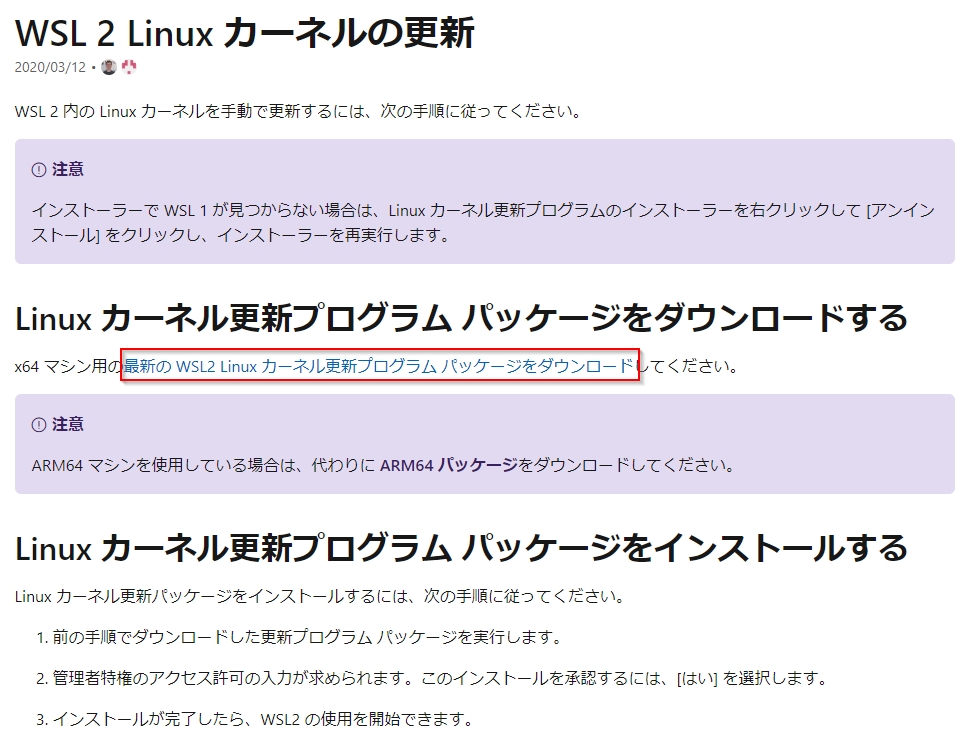 WSL 2 Linux カーネルの更新
2020/03/12 •
WSL 2 内の Linux カーネルを手動で更新するには、次の手順に従ってください。
注意
インストーラーで WSL 1 が見つからない場合は、Linux カーネル更新プログラムのインストーラーを右クリックして [アンイン
ストール] をクリックし、インストーラーを再実行します。
Linux カーネル更新プログラム パッケージをダウンロードする
x64 マシン用の最新の WSL2 Linux カーネル更新プログラム パッケージをダウンロードしてください。
注意
ARM64 マシンを使用している場合は、代わりに ARM64 パッケージをダウンロードしてください。
Linux カーネル更新プログラム パッケージをインストールする
Linux カーネル更新パッケージをインストールするには、次の手順に従ってください。
1. 前の手順でダウンロードした更新プログラム パッケージを実行します。
2. 管理者特権のアクセス許可の入力が求められます。このインストールを承認するには、[はい] を選択します。
3. インストールが完了したら、WSL2 の使用を開始できます。